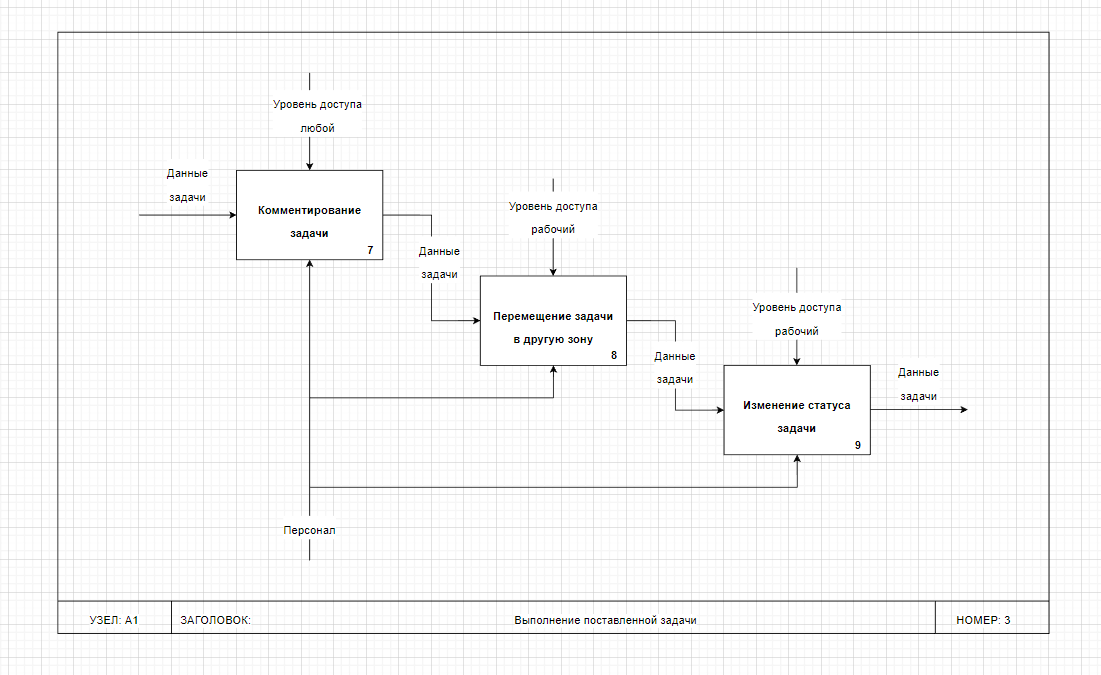 Уровень доступа
любой
Данные
задачи
Комментирование
задачи
7
Уровень доступа
рабочий
Данные
задачи
Перемещение задачи
в другую зону
8
Уровень доступа
рабочий
Данные
задачи
Изменение статуса
задачи
9
Данные
задачи
Персонал
УЗЕЛ: А1
ЗАГОЛОВОК:
Выполнение поставленной задачи
НОМЕР: 3